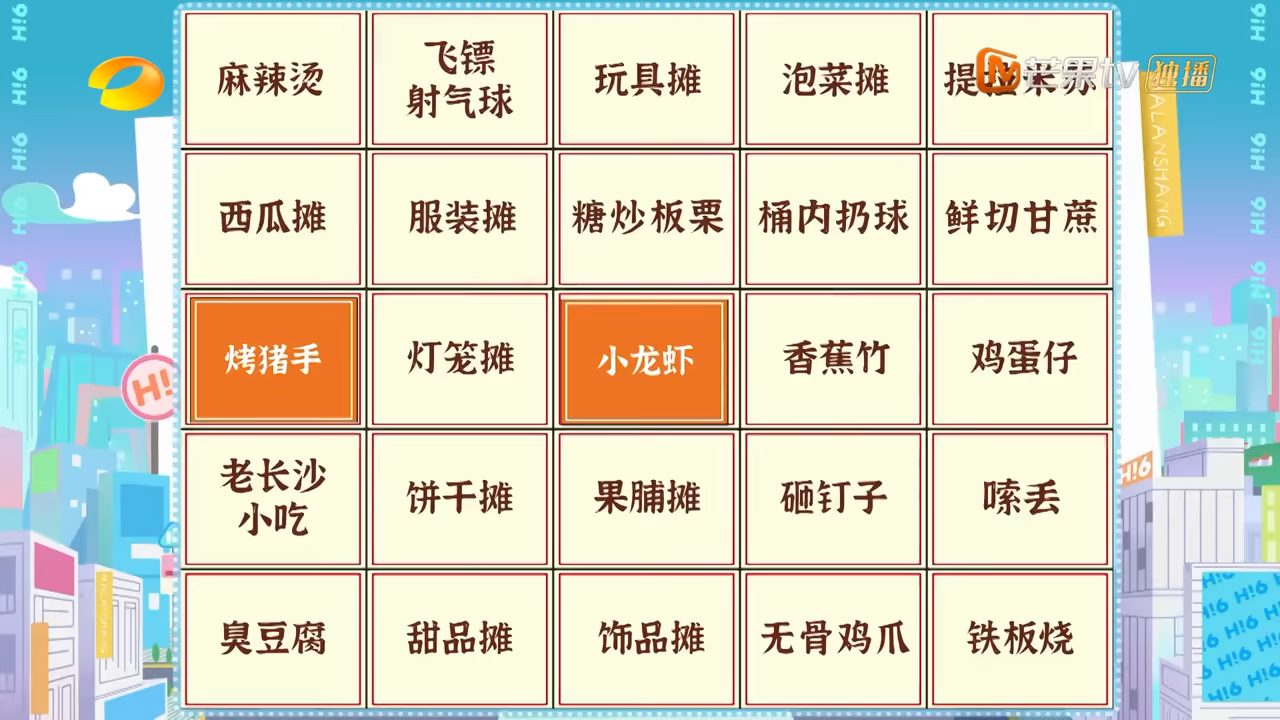 麻辣烫
飞镖
射气球
玩具摊
泡菜摊
芒果tv 独播
西瓜摊
服装摊
糖炒板栗
桶内扔球
鲜切甘蔗
烤猪手
灯笼摊
小龙虾
香蕉竹
鸡蛋仔
老长沙
小吃
饼干摊
果脯摊
砸钉子
嗦丢
臭豆腐
甜品摊
饰品摊
无骨鸡爪
铁板烧
H!
H!6
ALANSHANG